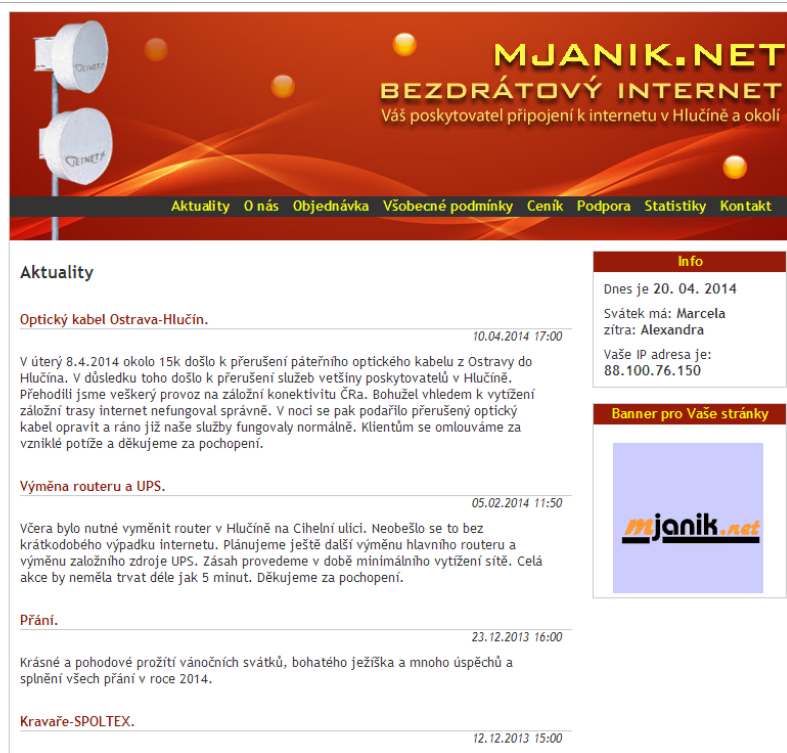 MJANIK.NET
BEZDRÁTOVÝ INTERNET
Váš poskytovatel připojení k internetu v Hlučíně a okolí
Aktuality O nás Objednávka Všobecné podmínky Ceník Podpora Statistiky Kontakt
Aktuality
Optický kabel Ostrava-Hlučín.
10.04.2014 17:00
V úterý 8.4.2014 okolo 15k došlo k přerušení páteřního optického kabelu z Ostravy do
Hlučína. V důsledku toho došlo k přerušení služeb vetšiny poskytovatelů v Hlučíně.
Přehodili jsme veškerý provoz na záložní konektivitu ČRa. Bohužel vhledem k vytížení
záložní trasy internet nefungoval správně. V noci se pak podařilo přerušený optický
kabel opravit a ráno již naše služby fungovaly normálně. Klientům se omlouváme za
vzniklé potíže a děkujeme za pochopení.
Výměna routeru a UPS.
05.02.2014 11:50
Včera bylo nutné vyměnit router v Hlučíně na Cihelní ulici. Neobešlo se to bez
krátkodobého výpadku internetu. Plánujeme ještě další výměnu hlavního routeru a
výměnu založního zdroje UPS. Zásah provedeme v době minimálního vytížení sítě. Celá
akce by neměla trvat déle jak 5 minut. Děkujeme za pochopení.
Přání.
23.12.2013 16:00
Krásné a pohodové prožítí vánočních svátků, bohatého ježíška a mnoho úspěchů a
splnění všech přání v roce 2014.
Kravaře-SPOLTEX.
12.12.2013 15:00
Info
Dnes je 20. 04. 2014
Svátek má: Marcela
zítra: Alexandra
Vaše IP adresa je:
88.100.76.150
Banner pro Vaše stránky
mjanik.net